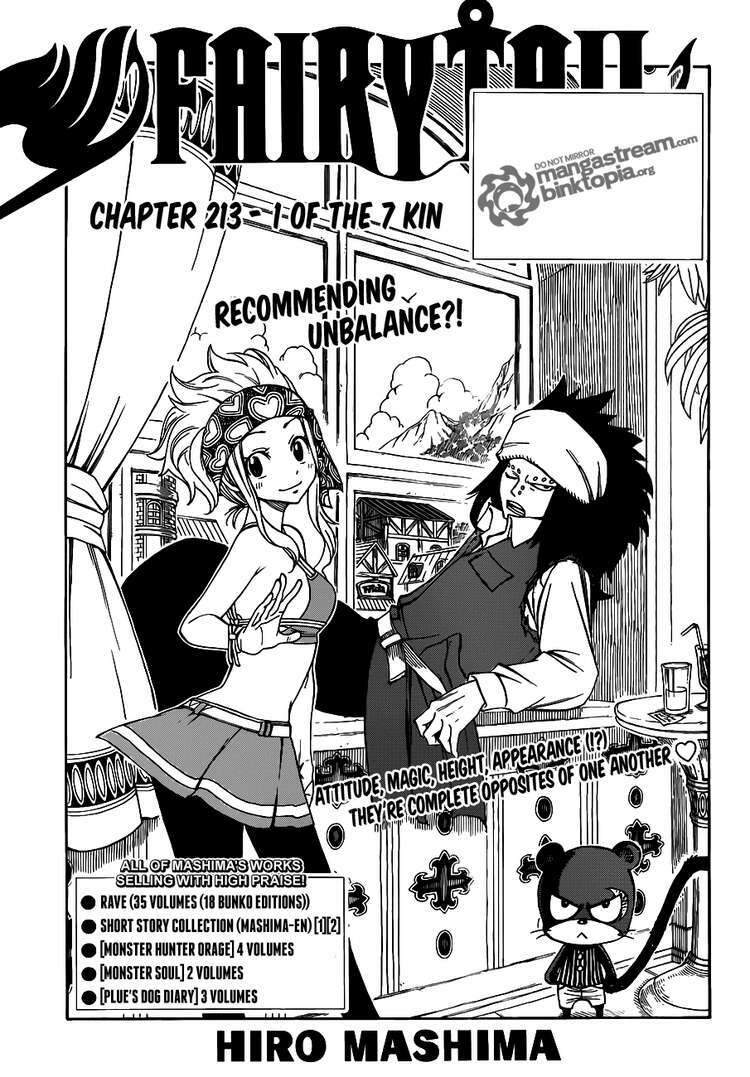 FAIRY TAIL
DO NOT MIRROR
mangastream.com
binktopia.org
CHAPTER 213 - 1 OF THE 7 KIN
RECOMMENDING
UNBALANCE?!
ATTITUDE, MAGIC, HEIGHT, APPEARANCE (!?)
THEY'RE COMPLETE OPPOSITES OF ONE ANOTHER ♡
ALL OF MASHIMA'S WORKS
SELLING WITH HIGH PRAISE!
● RAVE (35 VOLUMES (18 BUNKO EDITIONS))
● SHORT STORY COLLECTION (MASHIMA-EN) [1][2]
● [MONSTER HUNTER ORAGE] 4 VOLUMES
● [MONSTER SOUL] 2 VOLUMES
● [PLUE'S DOG DIARY] 3 VOLUMES
HIRO MASHIMA